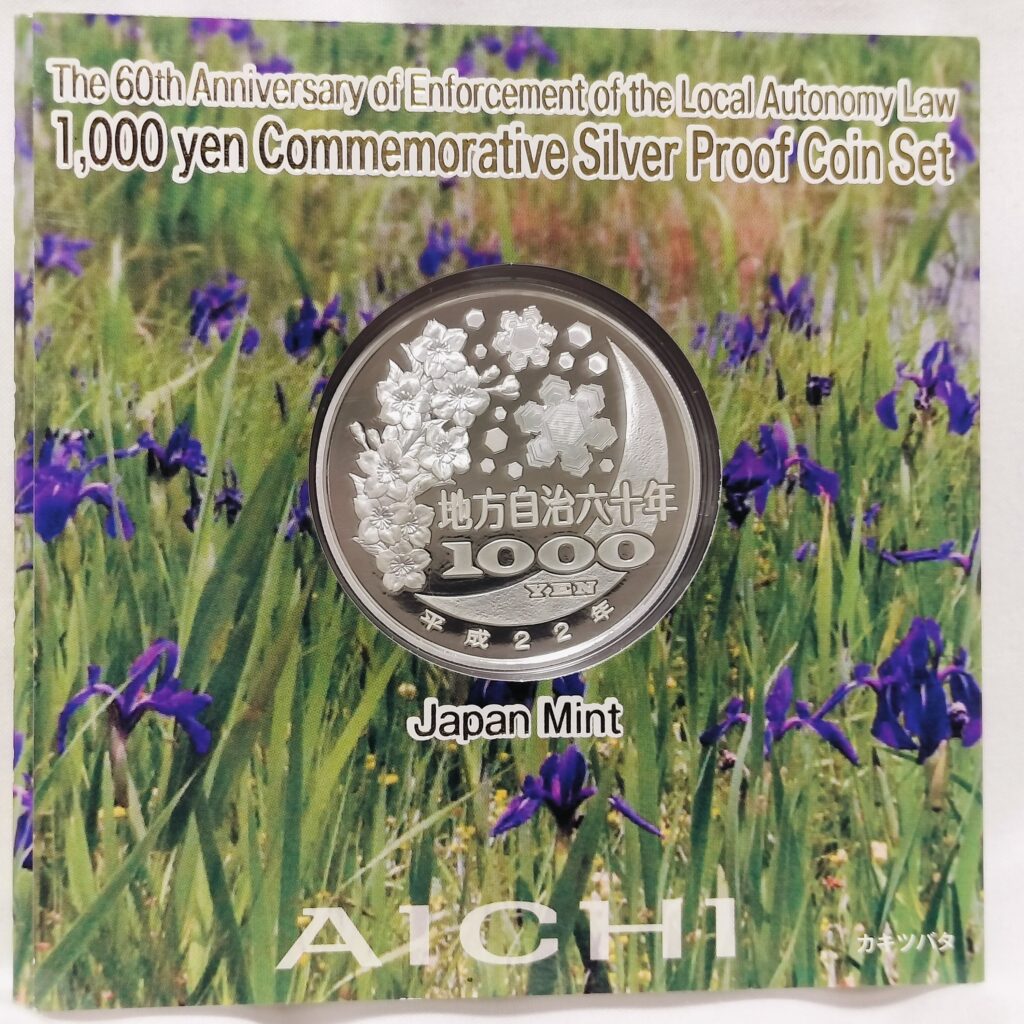 The 60th Anniversary of Enforcement of the Local Autonomy Law
1,000 yen Commemorative Silver Proof Coin Set
地方自治六十年
1000
YEN
平成22年
Japan Mint
AICHI
カキツバタ